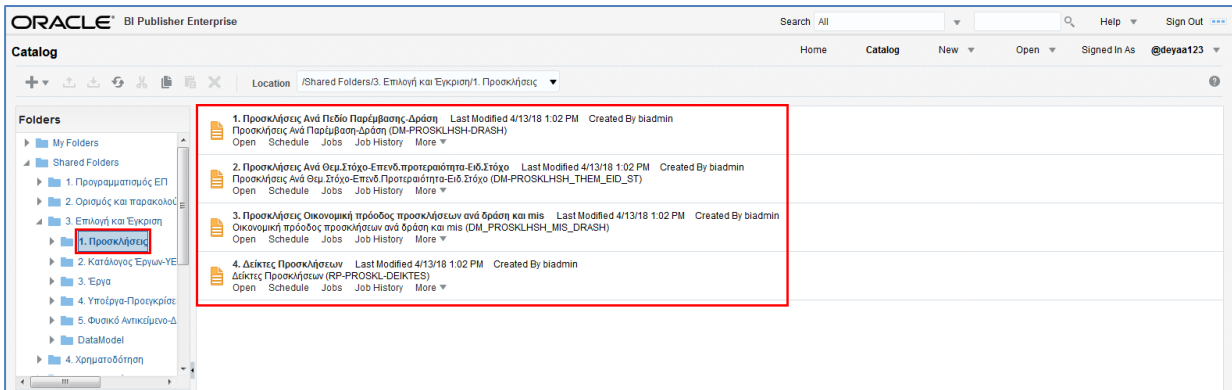 ORACLE BI Publisher Enterprise
Search All Help Sign Out
Catalog
Home Catalog New Open Signed In As @deyaa123
Location /Shared Folders/3. Επιλογή και Έγκριση/1. Προσκλήσεις
Folders
My Folders
Shared Folders
1. Προγραμματισμός ΕΠ
2. Ορισμός και παρακολού
3. Επιλογή και Έγκριση
1. Προσκλήσεις
2. Κατάλογος Έργων-ΥΕ
3. Έργα
4. Υποέργα-Προεγκρίσε
5. Φυσικό Αντικείμενο-Δ
DataModel
4. Χρηματοδότηση
1. Προσκλήσεις Ανά Πεδίο Παρέμβασης-Δράση Last Modified 4/13/18 1:02 PM Created By biadmin
Προσκλήσεις Ανά Παρέμβαση-Δράση (DM-PROSKLHSH-DRASH)
Open Schedule Jobs Job History More
2. Προσκλήσεις Ανά Θεμ.Στόχο-Επενδ.προτεραιότητα-Ειδ.Στόχο Last Modified 4/13/18 1:02 PM Created By biadmin
Προσκλήσεις Ανά Θεμ.Στόχο-Επενδ.Προτεραιότητα-Ειδ.Στόχο (DM-PROSKLHSH_THEM_EID_ST)
Open Schedule Jobs Job History More
3. Προσκλήσεις Οικονομική πρόοδος προσκλήσεων ανά δράση και mis Last Modified 4/13/18 1:02 PM Created By biadmin
Οικονομική πρόοδος προσκλήσεων ανά δράση και mis (DM_PROSKLHSH_MIS_DRASH)
Open Schedule Jobs Job History More
4. Δείκτες Προσκλήσεων Last Modified 4/13/18 1:02 PM Created By biadmin
Δείκτες Προσκλήσεων (RP-PROSKL-DEIKTES)
Open Schedule Jobs Job History More